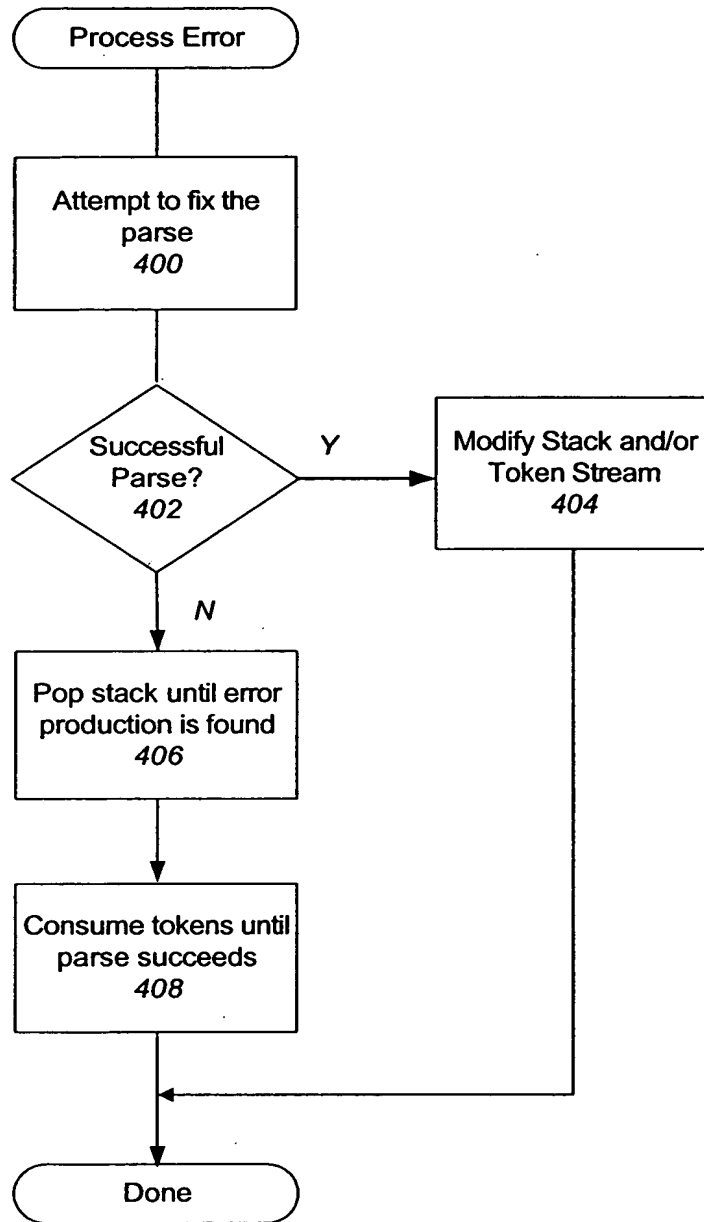 Process Error
Attempt to fix the
parse
400
Successful
Parse?
402
Y
Modify Stack and/or
Token Stream
404
N
Pop stack until error
production is found
406
Consume tokens until
parse succeeds
408
Done